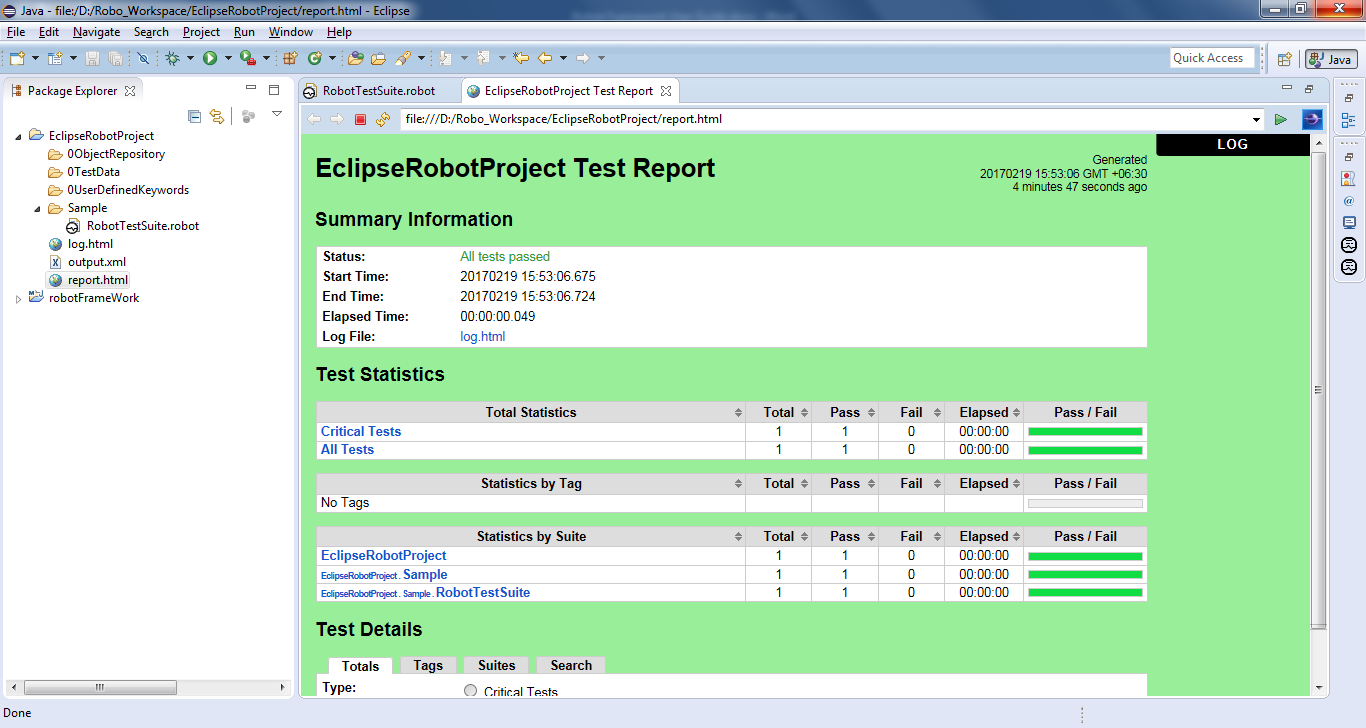 Java - file:/D:/Robo_Workspace/EclipseRobotProject/report.html - Eclipse
File Edit Navigate Search Project Run Window Help
Quick Access
Java
Package Explorer
EclipseRobotProject
0ObjectRepository
0TestData
0UserDefinedKeywords
Sample
RobotTestSuite.robot
log.html
output.xml
report.html
robotFrameWork
RobotTestSuite.robot
EclipseRobotProject Test Report
file:///D:/Robo_Workspace/EclipseRobotProject/report.html
LOG
EclipseRobotProject Test Report
Generated
20170219 15:53:06 GMT +06:30
4 minutes 47 seconds ago
Summary Information
Status: All tests passed
Start Time: 20170219 15:53:06.675
End Time: 20170219 15:53:06.724
Elapsed Time: 00:00:00.049
Log File: log.html
Test Statistics
Total Statistics Total Pass Fail Elapsed Pass / Fail
Critical Tests 1 1 0 00:00:00
All Tests 1 1 0 00:00:00
Statistics by Tag Total Pass Fail Elapsed Pass / Fail
No Tags
Statistics by Suite Total Pass Fail Elapsed Pass / Fail
EclipseRobotProject 1 1 0 00:00:00
EclipseRobotProject . Sample 1 1 0 00:00:00
EclipseRobotProject . Sample . RobotTestSuite 1 1 0 00:00:00
Test Details
Totals Tags Suites Search
Type: Critical Tests
Done